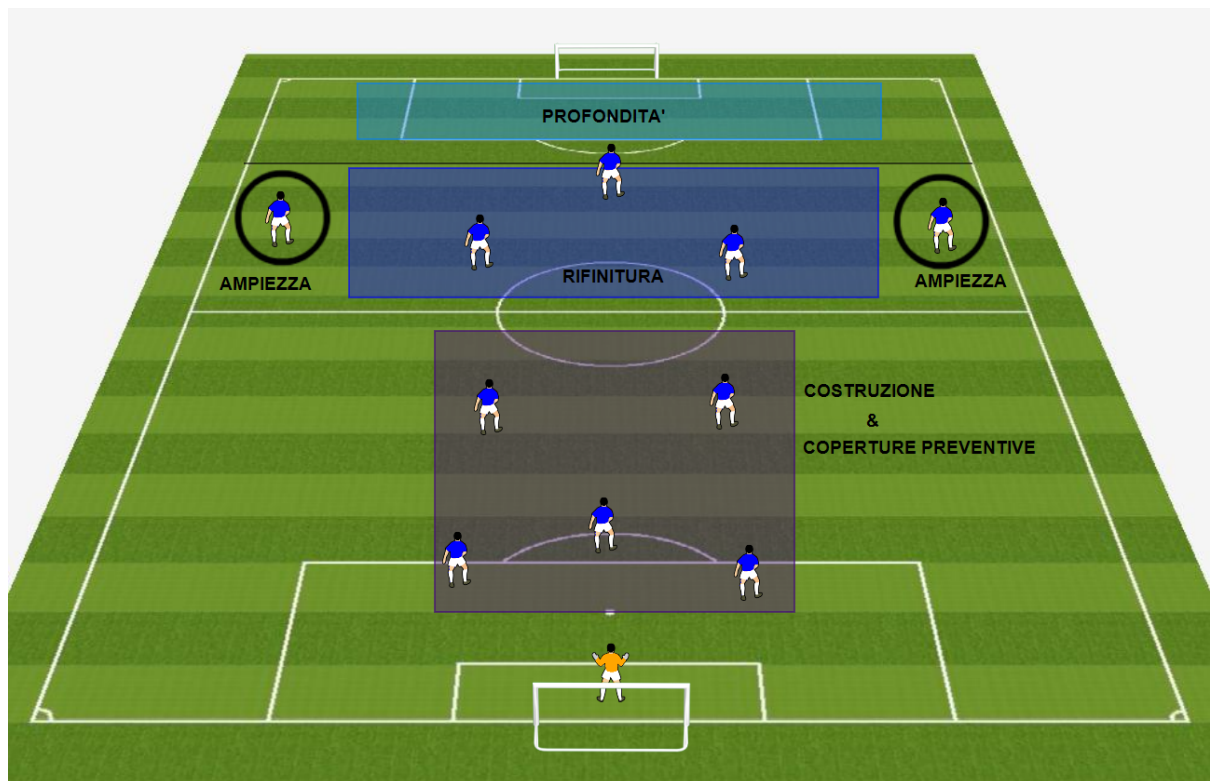 PROFONDITA'
AMPIEZZA
RIFINITURA
AMPIEZZA
COSTRUZIONE
&
COPERTURE PREVENTIVE